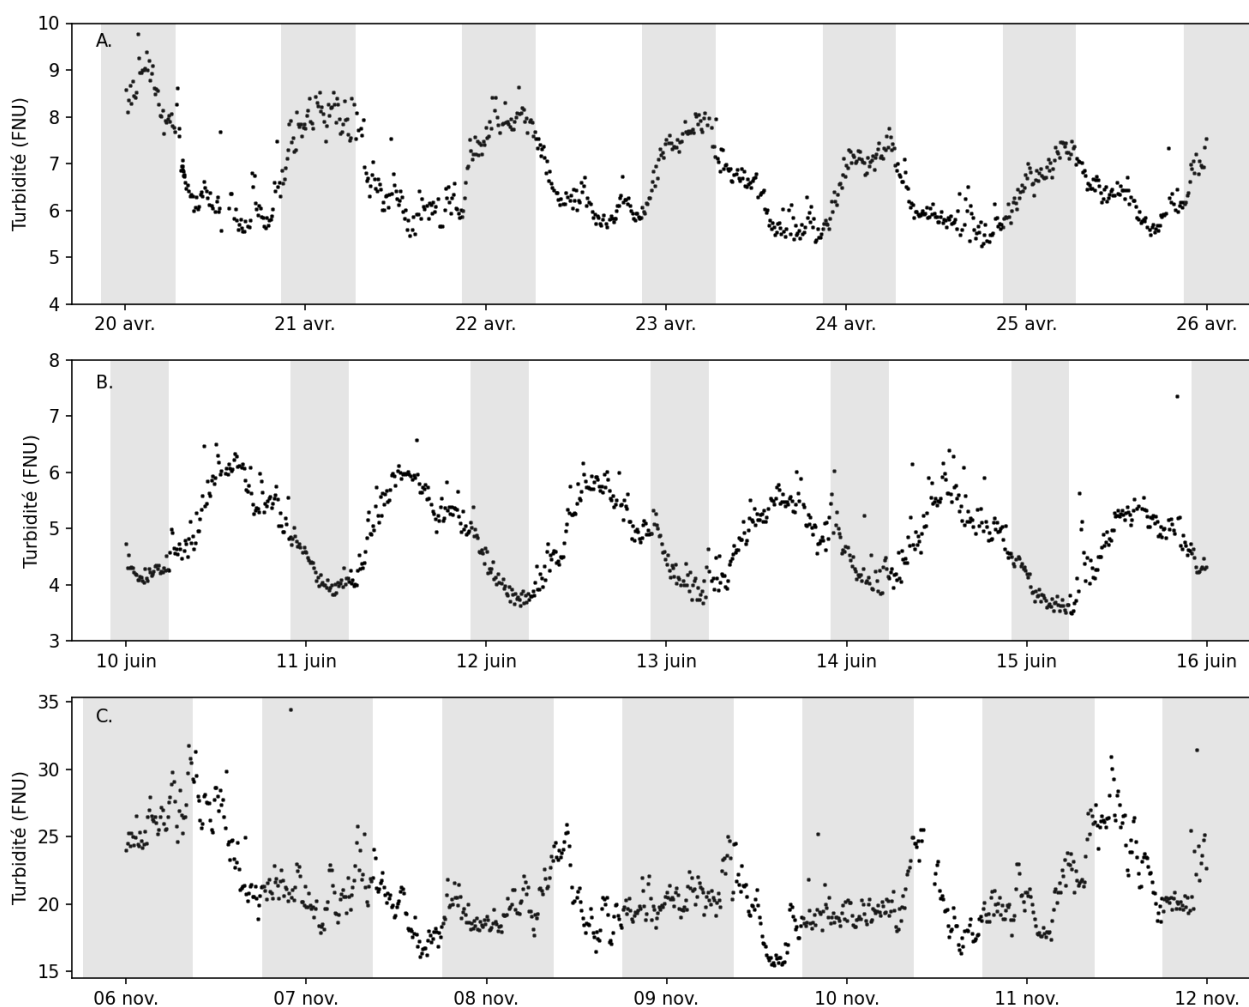 A.
Turbidité (FNU)
10
9
8
7
6
5
4
20 avr. 21 avr. 22 avr. 23 avr. 24 avr. 25 avr. 26 avr.
B.
Turbidité (FNU)
8
7
6
5
4
3
10 juin 11 juin 12 juin 13 juin 14 juin 15 juin 16 juin
C.
Turbidité (FNU)
35
30
25
20
15
06 nov. 07 nov. 08 nov. 09 nov. 10 nov. 11 nov. 12 nov.